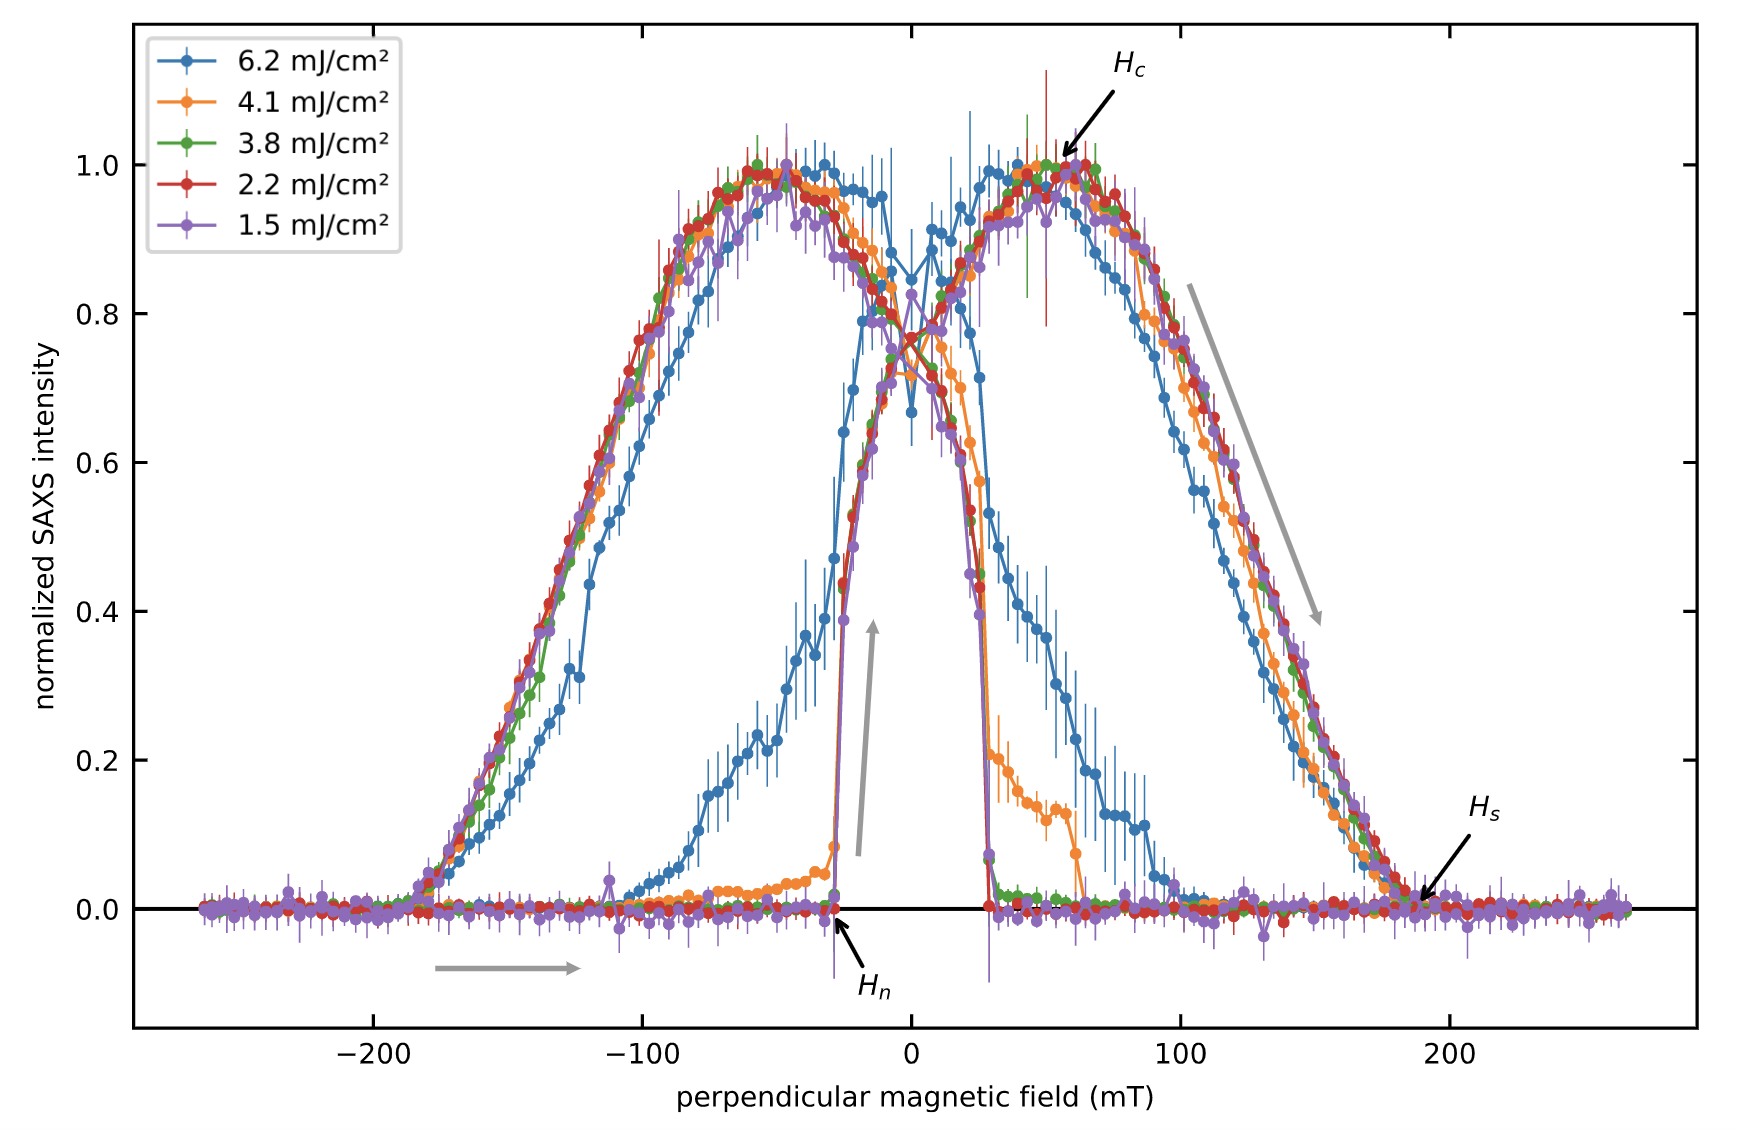 6.2 mJ/cm²
4.1 mJ/cm²
3.8 mJ/cm²
2.2 mJ/cm²
1.5 mJ/cm²
H_c
H_s
H_n
1.0
0.8
0.6
0.4
0.2
0.0
normalized SAXS intensity
−200 −100 0 100 200
perpendicular magnetic field (mT)